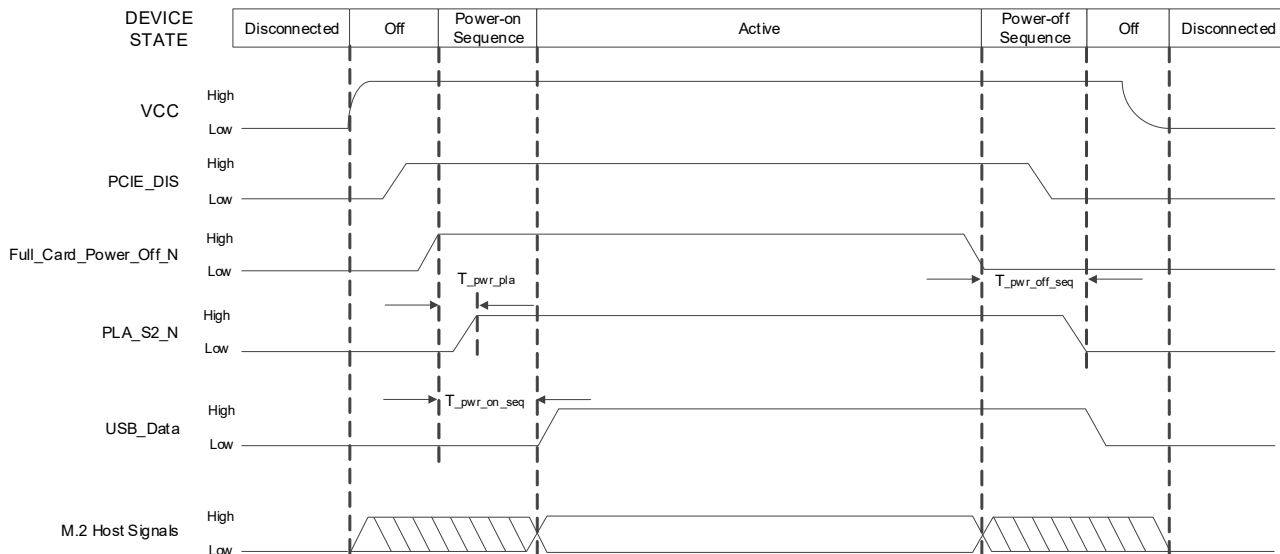 DEVICE
STATE
Disconnected
Off
Power-on
Sequence
Active
Power-off
Sequence
Off
Disconnected
VCC
High
Low
PCIE_DIS
High
Low
Full_Card_Power_Off_N
High
Low
T_pwr_pla
T_pwr_off_seq
PLA_S2_N
High
Low
T_pwr_on_seq
USB_Data
High
Low
M.2 Host Signals
High
Low